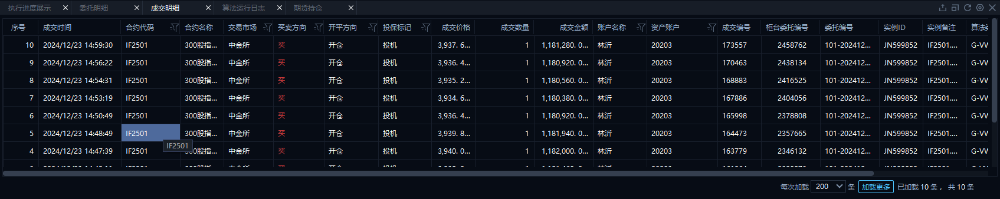 执行进度展示 委托明细 成交明细 算法运行日志 期货持仓
序号 成交时间 合约代码 合约名称 交易市场 买卖方向 开平方向 投保标记 成交价格 成交数量 成交金额 账户名称 资产账户 成交编号 柜台委托编号 委托编号 实例ID 实例备注 算法类
10 2024/12/23 14:59:30 IF2501 300股指... 中金所 买 开仓 投机 3,937. 6... 1 1,181,280. 0... 林沂 20203 173557 2458762 101-202412... JN599852 IF2501.... G-VW
9 2024/12/23 14:56:22 IF2501 300股指... 中金所 买 开仓 投机 3,936. 4... 1 1,180,920. 0... 林沂 20203 170463 2438134 101-202412... JN599852 IF2501.... G-VW
8 2024/12/23 14:54:31 IF2501 300股指... 中金所 买 开仓 投机 3,935. 2... 1 1,180,560. 0... 林沂 20203 168883 2416525 101-202412... JN599852 IF2501.... G-VW
7 2024/12/23 14:53:19 IF2501 300股指... 中金所 买 开仓 投机 3,934. 6... 1 1,180,380. 0... 林沂 20203 167886 2404056 101-202412... JN599852 IF2501.... G-VW
6 2024/12/23 14:50:49 IF2501 300股指... 中金所 买 开仓 投机 3,936. 4... 1 1,180,920. 0... 林沂 20203 165998 2378808 101-202412... JN599852 IF2501.... G-VW
5 2024/12/23 14:48:49 IF2501 300股指... 中金所 买 开仓 投机 3,939. 8... 1 1,181,940. 0... 林沂 20203 164473 2357665 101-202412... JN599852 IF2501.... G-VW
IF2501
4 2024/12/23 14:47:39 IF2501 300股指... 中金所 买 开仓 投机 3,940. 0... 1 1,182,000. 0... 林沂 20203 163779 2346132 101-202412... JN599852 IF2501.... G-VW
每次加载 200 条 加载更多 已加载 10 条， 共 10 条